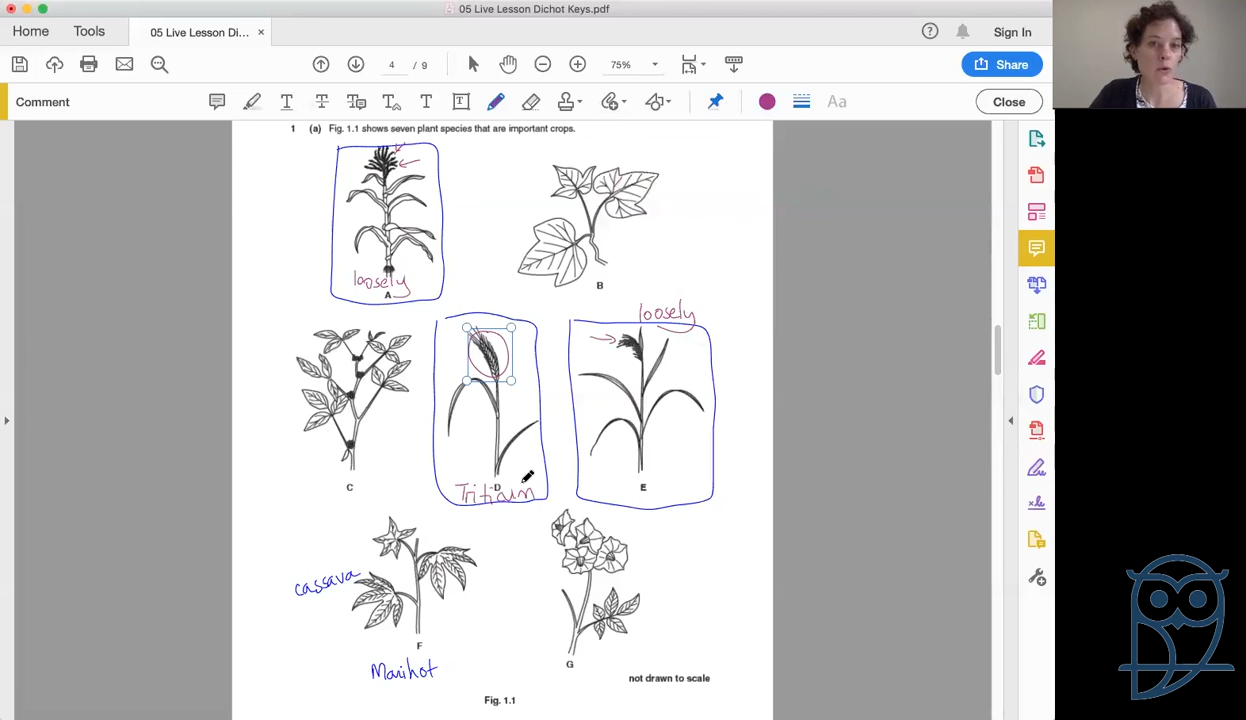 05 Live Lesson Dichot Keys.pdf
Home
Tools
05 Live Lesson Di...
×
Sign In
4 / 9
75%
Share
Comment
Aa
Close
1 (a) Fig. 1.1 shows seven plant species that are important crops.
loosely
A
B
loosely
C
D
Triticum
E
cassava
F
Manihot
G
not drawn to scale
Fig. 1.1